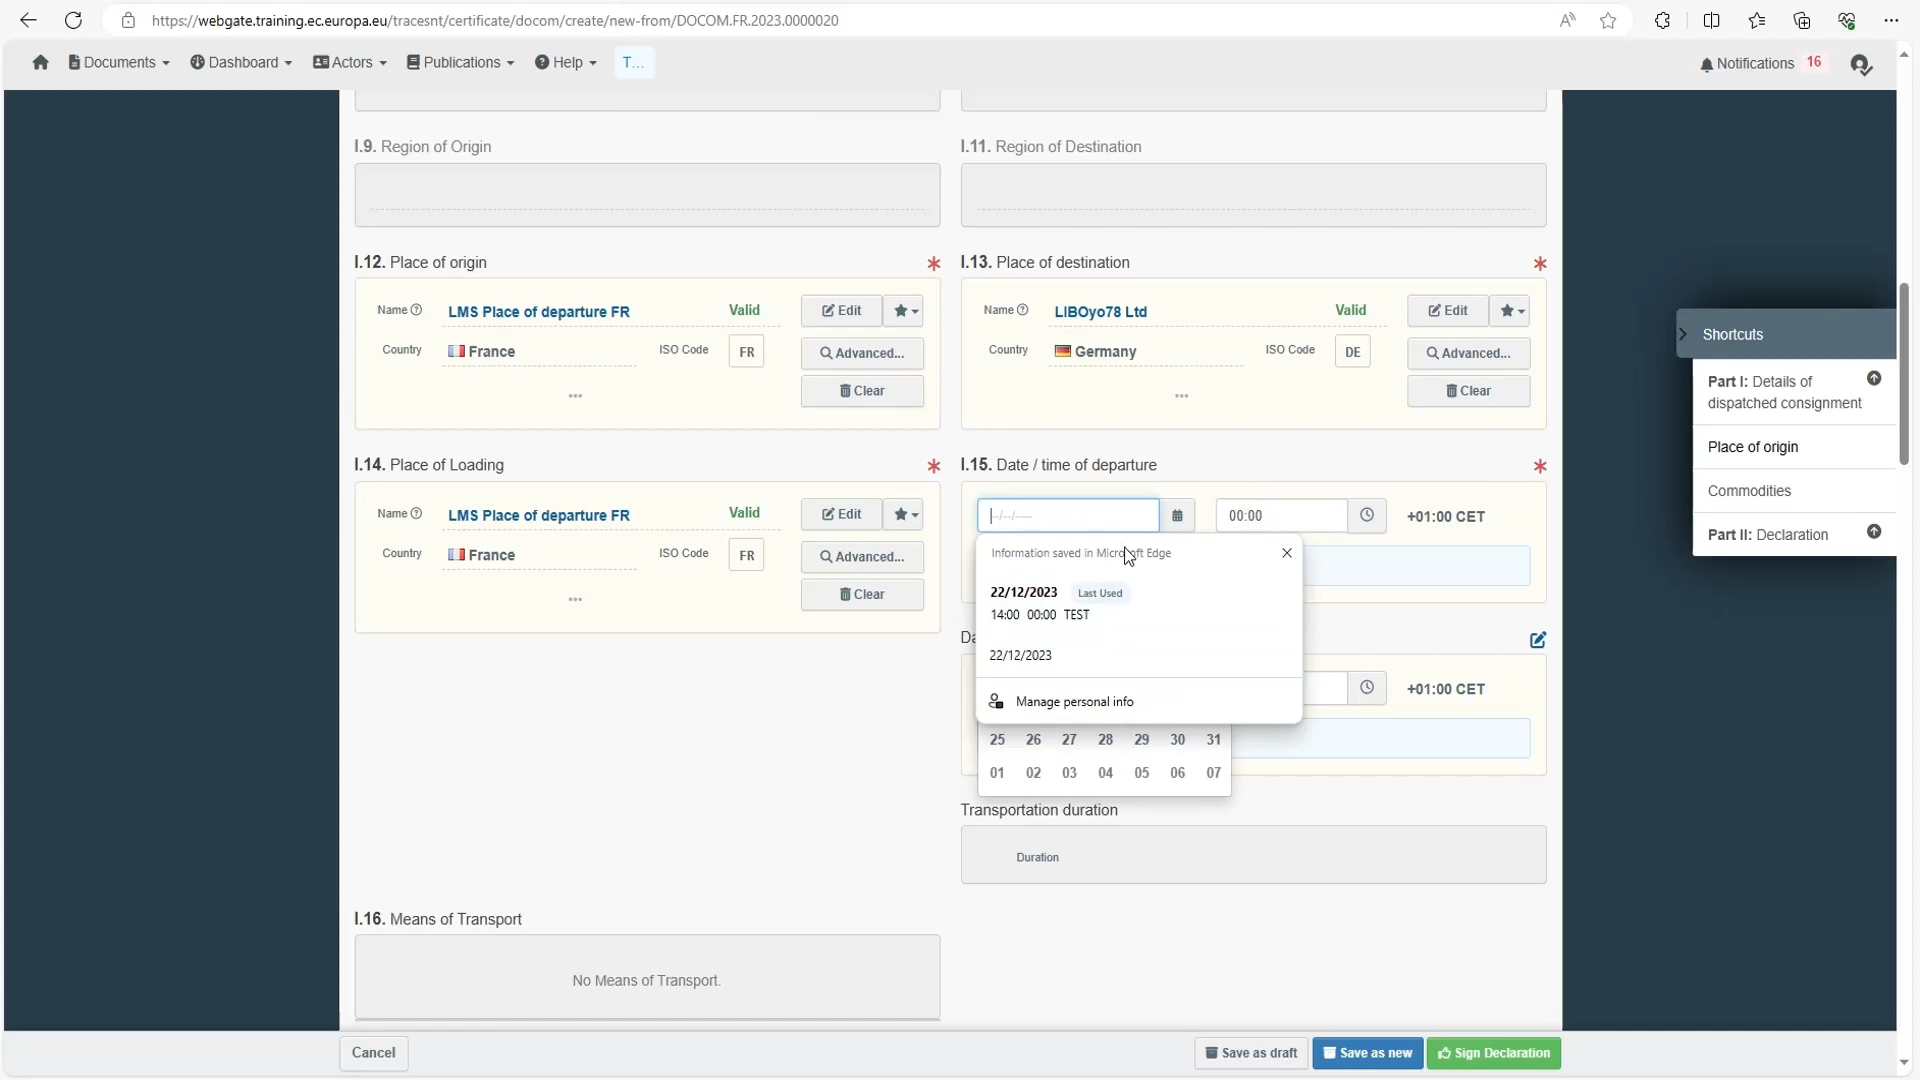 https://webgate.training.ec.europa.eu/tracesnt/certificate/docom/create/new-from/DOCOM.FR.2023.0000020
Documents Dashboard Actors Publications Help T... Notifications 16
I.9. Region of Origin
I.11. Region of Destination
I.12. Place of origin
Name LMS Place of departure FR Valid Edit
Country France ISO Code FR Advanced...
... Clear
I.13. Place of destination
Name LIBOyo78 Ltd Valid Edit
Country Germany ISO Code DE Advanced...
... Clear
I.14. Place of Loading
Name LMS Place of departure FR Valid Edit
Country France ISO Code FR Advanced...
... Clear
I.15. Date / time of departure
--/--/---- 00:00 +01:00 CET
Information saved in Microsoft Edge
22/12/2023 Last Used
14:00 00:00 TEST
22/12/2023
Manage personal info
+01:00 CET
25 26 27 28 29 30 31
01 02 03 04 05 06 07
Transportation duration
Duration
I.16. Means of Transport
No Means of Transport.
Shortcuts
Part I: Details of
dispatched consignment
Place of origin
Commodities
Part II: Declaration
Cancel Save as draft Save as new Sign Declaration